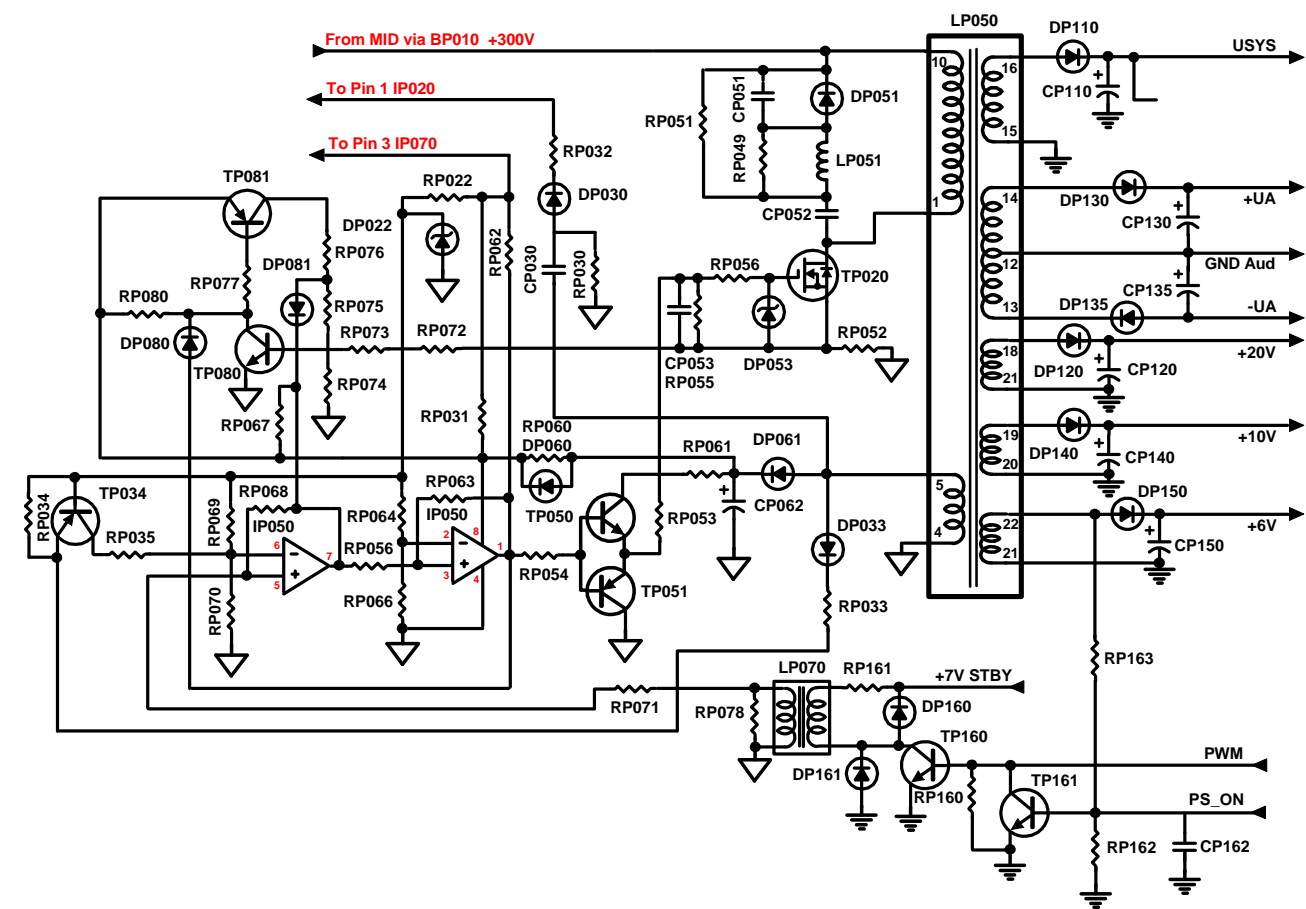 LP050
DP110
From MID via BP010 +300V
USYS
10
16
CP110
+
To Pin 1 IP020
CP051
DP051
RP051
15
To Pin 3 IP070
RP032
RP049
LP051
TP081
RP022
DP030
14
DP130
+UA
1
CP052
CP130
+
DP022
RP062
CP030
RP030
RP076
DP081
RP077
RP056
TP020
12
GND Aud
RP080
RP075
CP135
+
DP135
13
-UA
DP080
RP073
RP072
RP052
18
+20V
TP080
CP053
RP055
DP053
DP120
CP120
+
21
RP074
RP067
RP031
RP060
DP060
RP061
DP061
19
DP140
+10V
CP140
+
20
TP034
RP068
RP063
5
DP150
RP034
RP069
IP050
RP064
IP050
TP050
+
CP062
RP053
22
+6V
RP035
6
7
2
8
1
DP033
4
CP150
+
−
+
5
RP056
−
+
3
4
RP054
TP051
21
RP070
RP066
RP033
LP070
RP161
+7V STBY
RP163
RP071
RP078
DP160
TP160
DP161
RP160
PWM
TP161
PS_ON
RP162
CP162